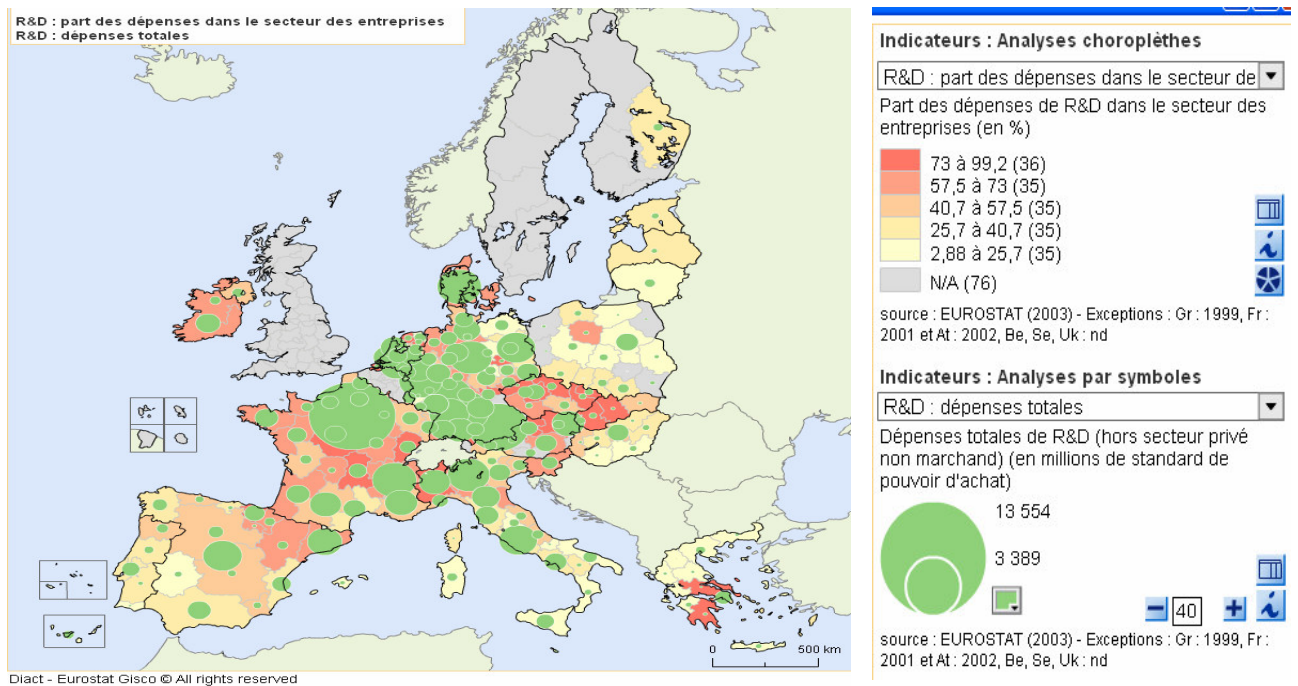 R&D : part des dépenses dans le secteur des entreprises
R&D : dépenses totales
0 500 km
Diact - Eurostat Gisco © All rights reserved
Indicateurs : Analyses choroplèthes
R&D : part des dépenses dans le secteur de
Part des dépenses de R&D dans le secteur des
entreprises (en %)
73 à 99,2 (36)
57,5 à 73 (35)
40,7 à 57,5 (35)
25,7 à 40,7 (35)
2,88 à 25,7 (35)
N/A (76)
source : EUROSTAT (2003) - Exceptions : Gr : 1999, Fr :
2001 et At : 2002, Be, Se, Uk : nd
Indicateurs : Analyses par symboles
R&D : dépenses totales
Dépenses totales de R&D (hors secteur privé
non marchand) (en millions de standard de
pouvoir d'achat)
13 554
3 389
40
source : EUROSTAT (2003) - Exceptions : Gr : 1999, Fr :
2001 et At : 2002, Be, Se, Uk : nd